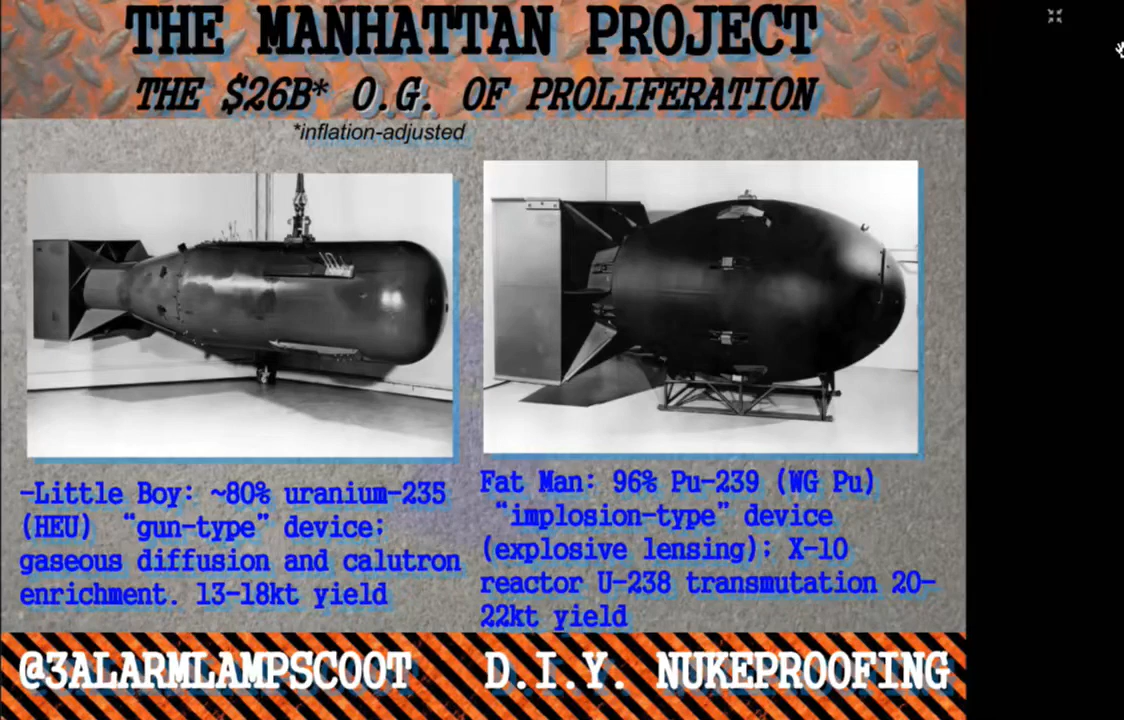 THE MANHATTAN PROJECT
THE $26B* O.G. OF PROLIFERATION
*inflation-adjusted
-Little Boy: ~80% uranium-235
(HEU) “gun-type” device;
gaseous diffusion and calutron
enrichment. 13-18kt yield
Fat Man: 96% Pu-239 (WG Pu)
“implosion-type” device
(explosive lensing); X-10
reactor U-238 transmutation 20-
22kt yield
@3ALARMLAMPSCOOT D.I.Y. NUKEPROOFING